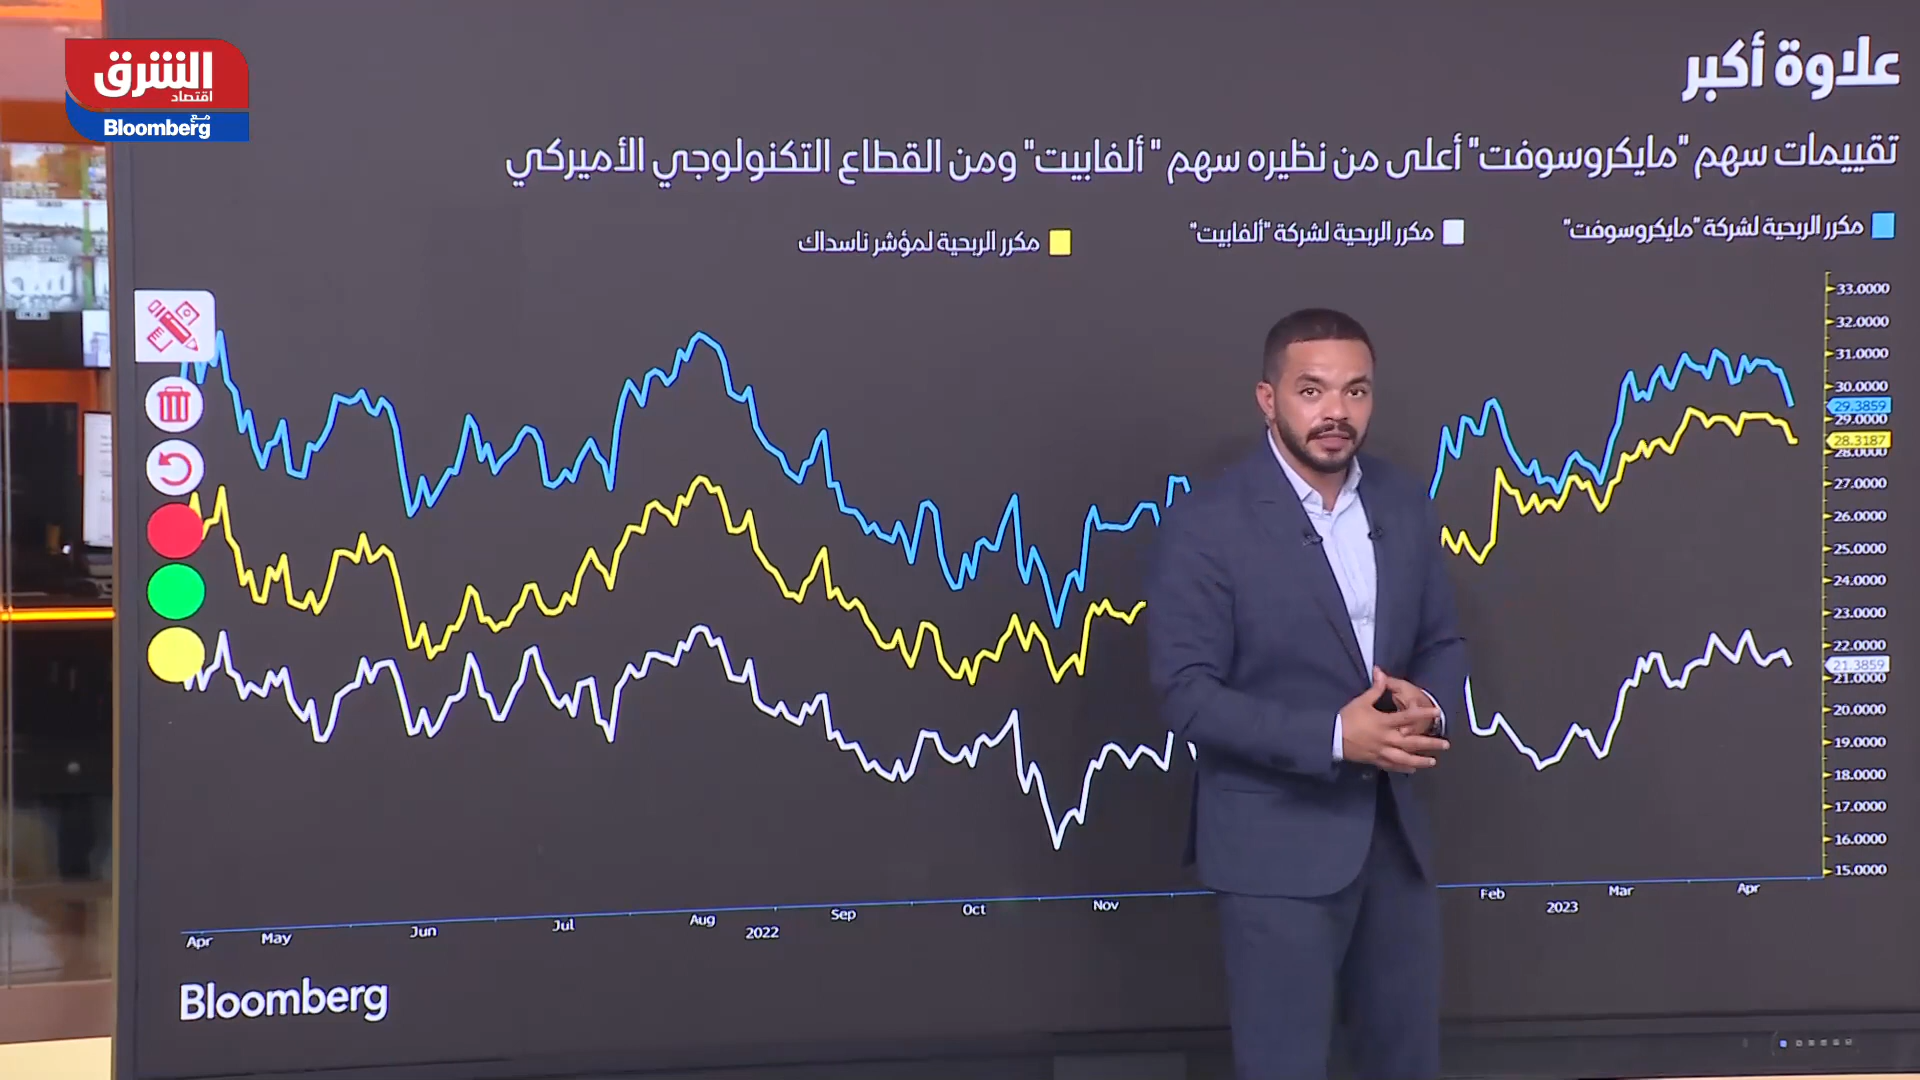 الشرق
اقتصاد
مع
Bloomberg
علاوة أكبر
تقييمات سهم "مايكروسوفت" أعلى من نظيره سهم " ألفابيت" ومن القطاع التكنولوجي الأميركي
مكرر الربحية لشركة "مايكروسوفت"
مكرر الربحية لشركة "ألفابيت"
مكرر الربحية لمؤشر ناسداك
33.0000
32.0000
31.0000
30.0000
29.3859
29.0000
28.3187
28.0000
27.0000
26.0000
25.0000
24.0000
23.0000
22.0000
21.3859
21.0000
20.0000
19.0000
18.0000
17.0000
16.0000
15.0000
Apr May Jun Jul Aug Sep Oct Nov Feb Mar Apr
2022 2023
Bloomberg